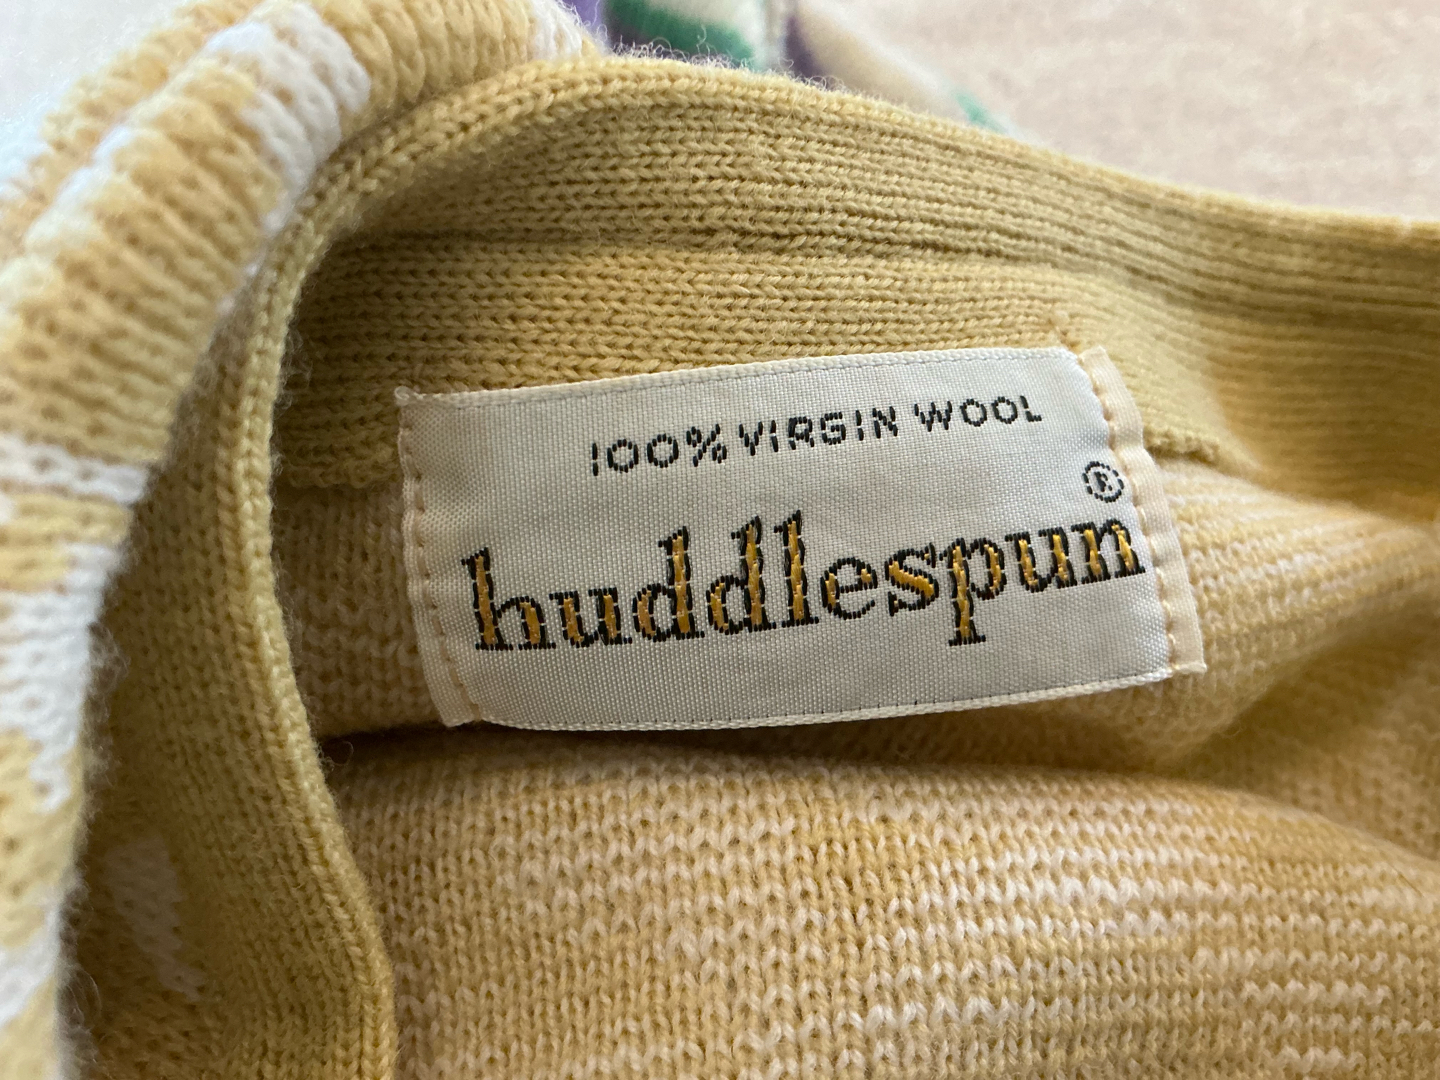 100% VIRGIN WOOL
®
huddlespun